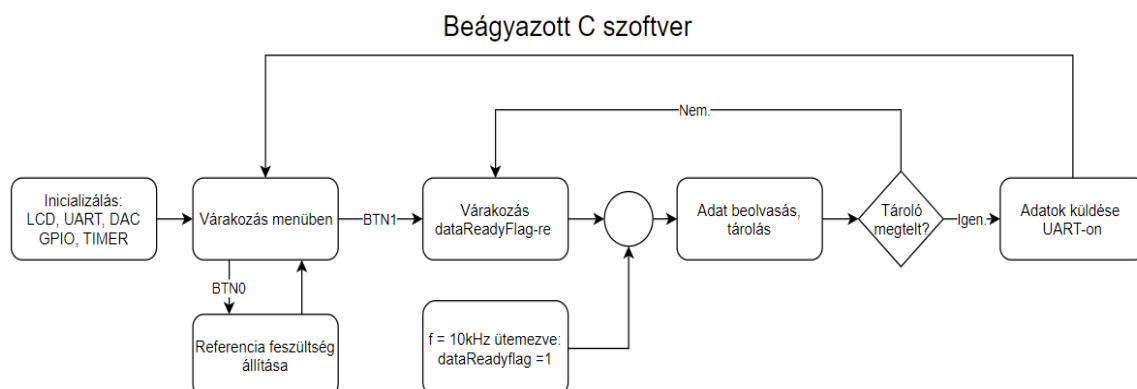 Beágyazott C szoftver
Nem.
Inicializálás:
LCD, UART, DAC
GPIO, TIMER
Várakozás menüben
BTN1
Várakozás
dataReadyFlag-re
Adat beolvasás,
tárolás
Tároló
megtelt?
Igen.
Adatok küldése
UART-on
BTN0
Referencia feszültség
állítása
f = 10kHz ütemezve:
dataReadyflag =1